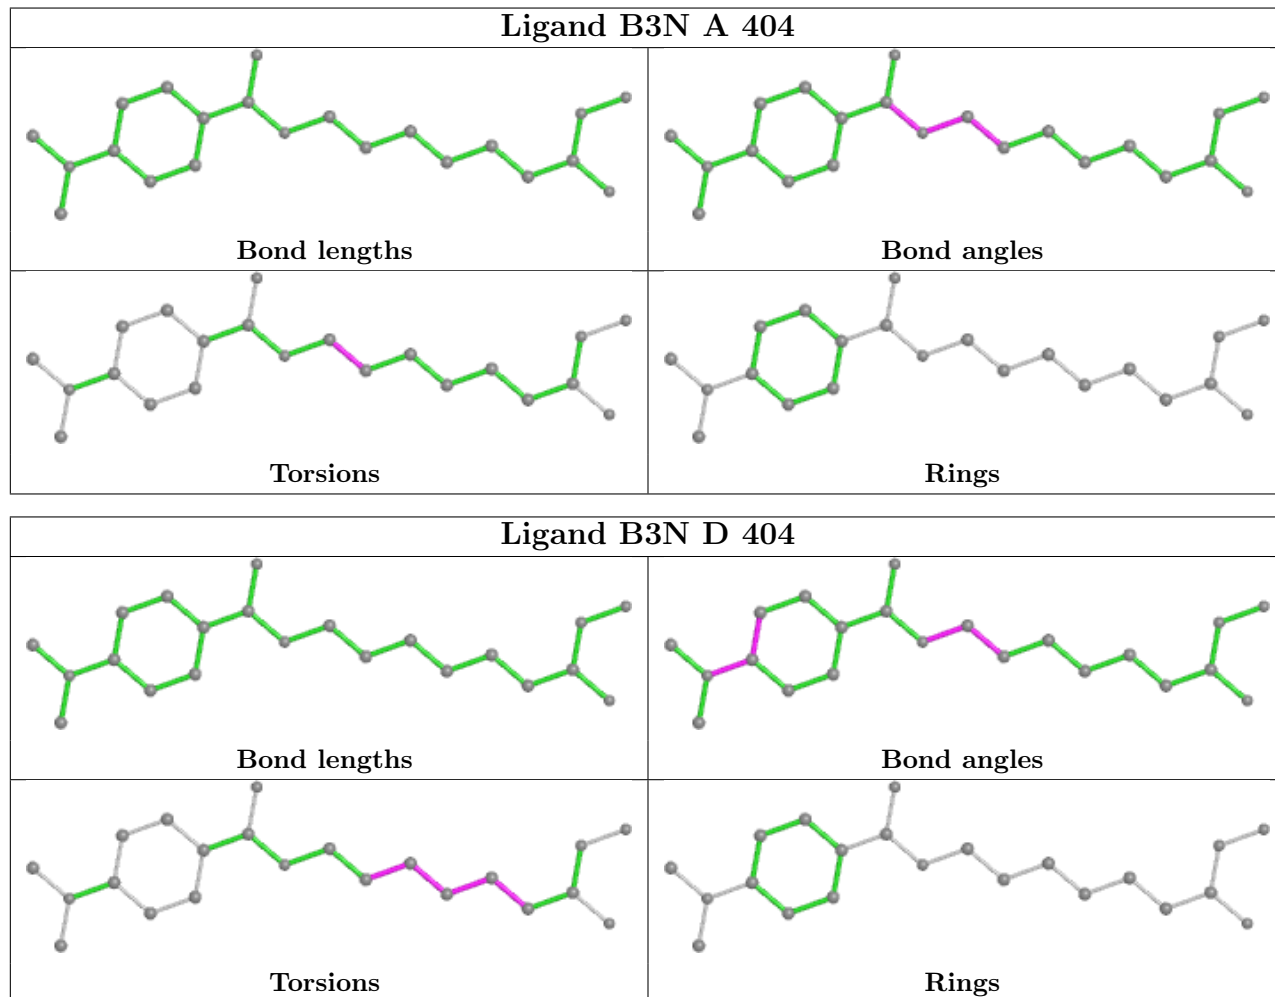 Ligand B3N A 404
Bond lengths
Bond angles
Torsions
Rings
Ligand B3N D 404
Bond lengths
Bond angles
Torsions
Rings